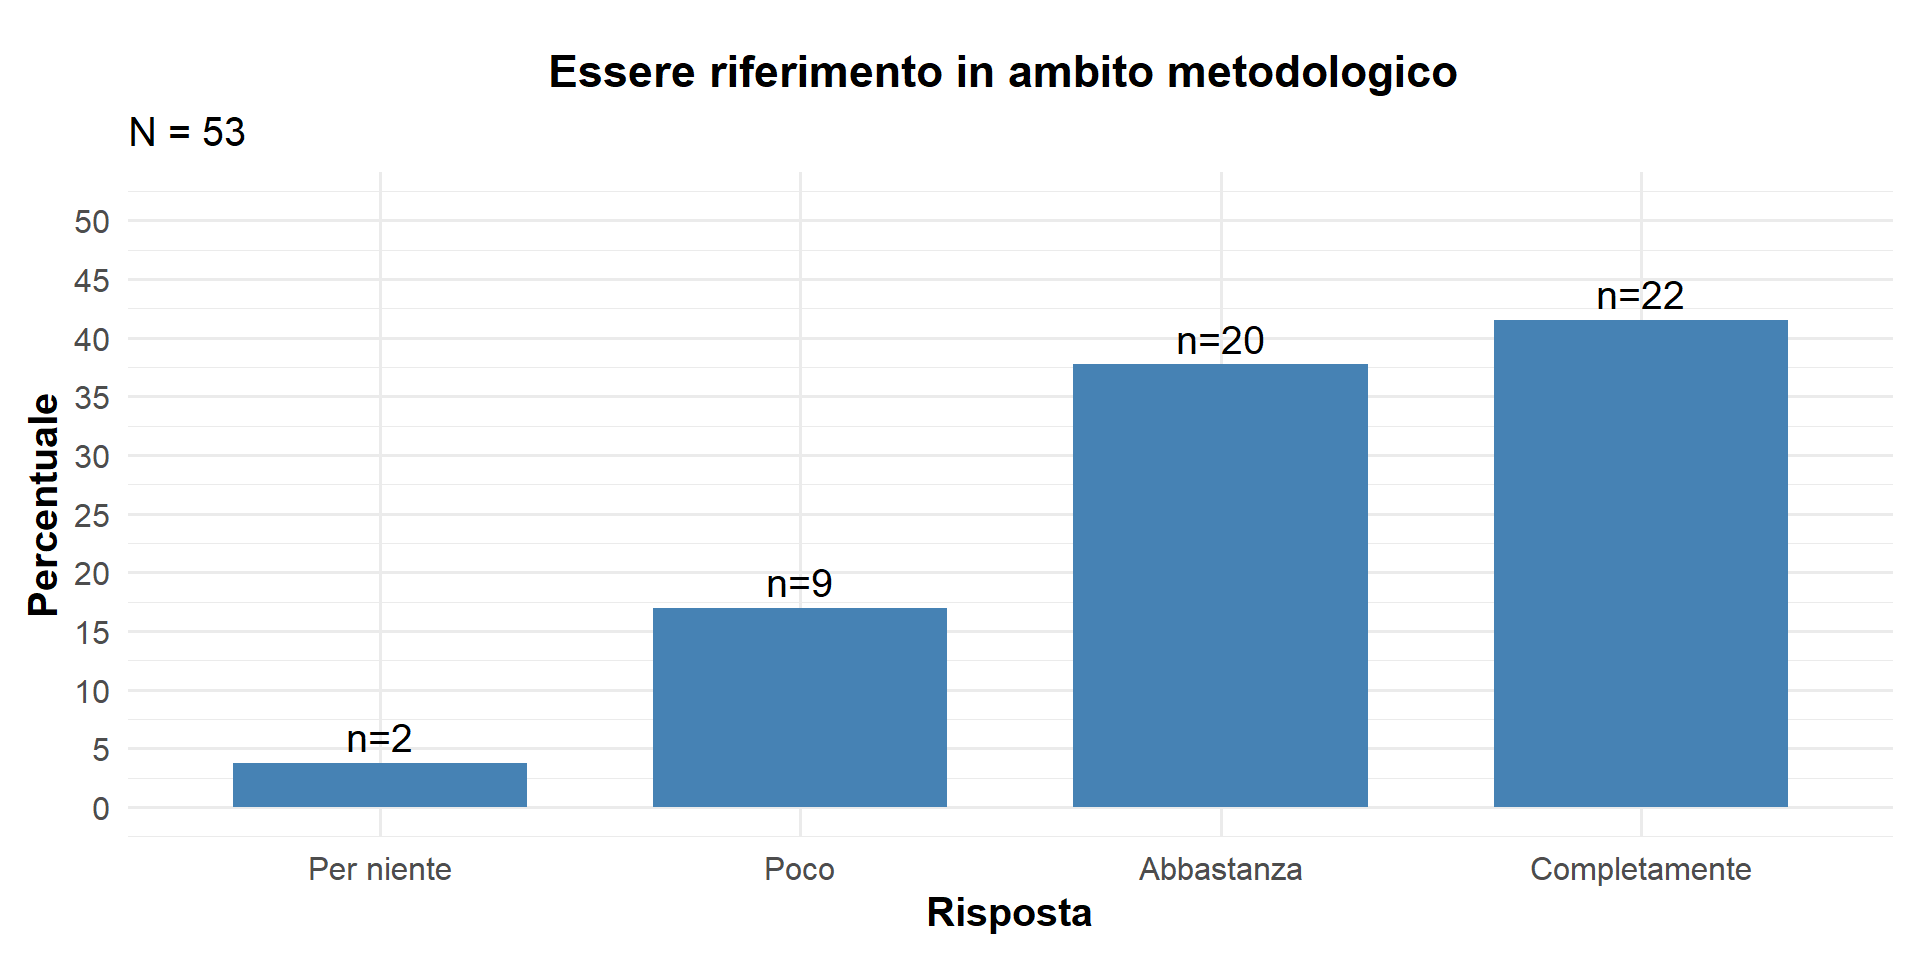 Essere riferimento in ambito metodologico
N = 53
Percentuale
50
45
40
35
30
25
20
15
10
5
0
n=2
n=9
n=20
n=22
Per niente
Poco
Abbastanza
Completamente
Risposta